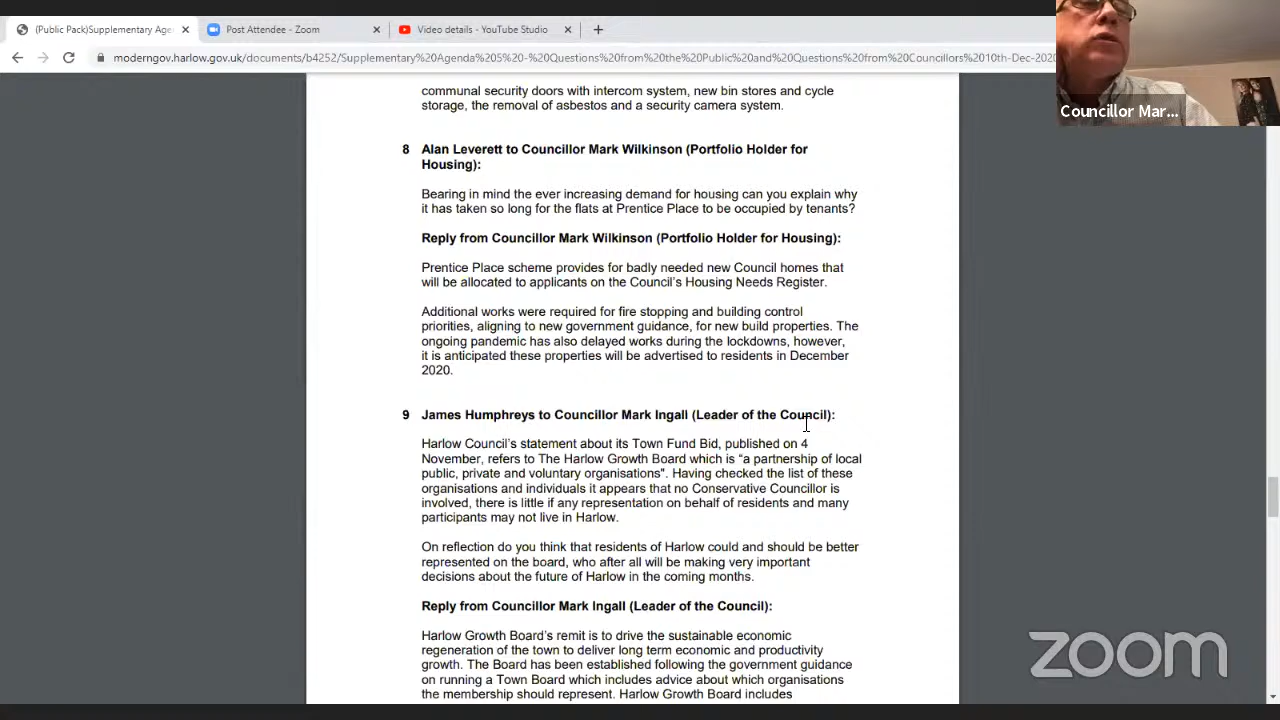 (Public Pack)Supplementary Age
Post Attendee - Zoom
Video details - YouTube Studio
moderngov.harlow.gov.uk/documents/b4252/Supplementary%20Agenda%205%20-%20Questions%20from%20the%20Public%20and%20Questions%20from%20Councillors%2010th-Dec-2020
Councillor Mar...
communal security doors with intercom system, new bin stores and cycle
storage, the removal of asbestos and a security camera system.
8 Alan Leverett to Councillor Mark Wilkinson (Portfolio Holder for
Housing):
Bearing in mind the ever increasing demand for housing can you explain why
it has taken so long for the flats at Prentice Place to be occupied by tenants?
Reply from Councillor Mark Wilkinson (Portfolio Holder for Housing):
Prentice Place scheme provides for badly needed new Council homes that
will be allocated to applicants on the Council's Housing Needs Register.
Additional works were required for fire stopping and building control
priorities, aligning to new government guidance, for new build properties. The
ongoing pandemic has also delayed works during the lockdowns, however,
it is anticipated these properties will be advertised to residents in December
2020.
9 James Humphreys to Councillor Mark Ingall (Leader of the Council):
Harlow Council's statement about its Town Fund Bid, published on 4
November, refers to The Harlow Growth Board which is “a partnership of local
public, private and voluntary organisations”. Having checked the list of these
organisations and individuals it appears that no Conservative Councillor is
involved, there is little if any representation on behalf of residents and many
participants may not live in Harlow.
On reflection do you think that residents of Harlow could and should be better
represented on the board, who after all will be making very important
decisions about the future of Harlow in the coming months.
Reply from Councillor Mark Ingall (Leader of the Council):
Harlow Growth Board's remit is to drive the sustainable economic
regeneration of the town to deliver long term economic and productivity
growth. The Board has been established following the government guidance
on running a Town Board which includes advice about which organisations
the membership should represent. Harlow Growth Board includes
zoom